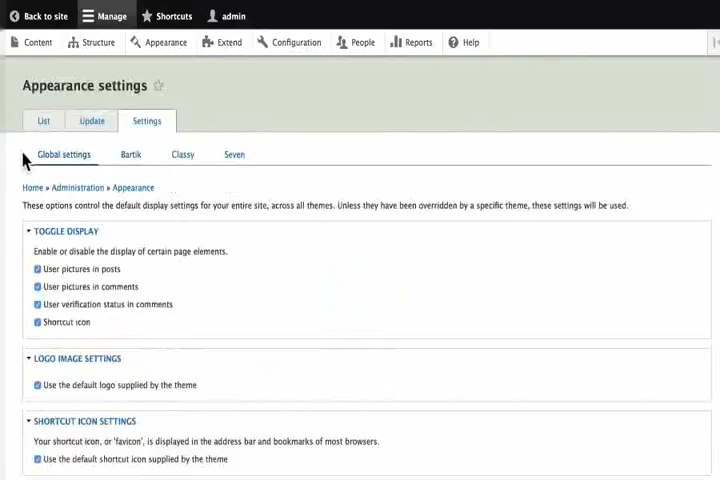 Back to site Manage Shortcuts admin
Content Structure Appearance Extend Configuration People Reports Help
Appearance settings
List Update Settings
Global settings Bartik Classy Seven
Home » Administration » Appearance
These options control the default display settings for your entire site, across all themes. Unless they have been overridden by a specific theme, these settings will be used.
TOGGLE DISPLAY
Enable or disable the display of certain page elements.
User pictures in posts
User pictures in comments
User verification status in comments
Shortcut icon
LOGO IMAGE SETTINGS
Use the default logo supplied by the theme
SHORTCUT ICON SETTINGS
Your shortcut icon, or 'favicon', is displayed in the address bar and bookmarks of most browsers.
Use the default shortcut icon supplied by the theme